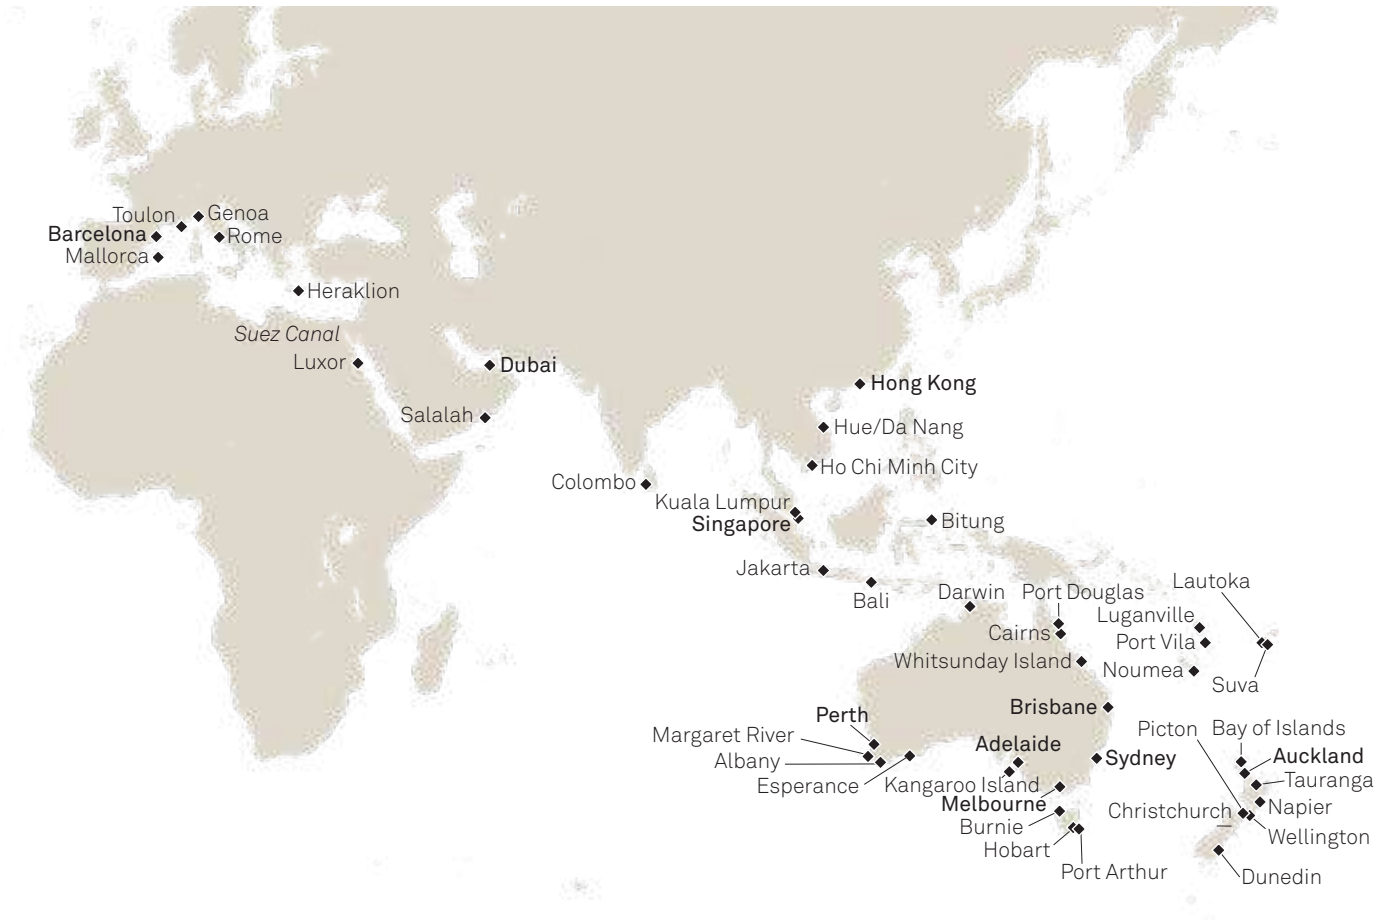 Toulon
Genoa
Barcelona
Rome
Mallorca
Heraklion
Suez Canal
Luxor
Dubai
Hong Kong
Salalah
Hue/Da Nang
Ho Chi Minh City
Colombo
Kuala Lumpur
Singapore
Bitung
Jakarta
Bali
Darwin
Port Douglas
Lautoka
Luganville
Cairns
Port Vila
Whitsunday Island
Noumea
Suva
Brisbane
Perth
Margaret River
Albany
Esperance
Adelaide
Kangaroo Island
Sydney
Melbourne
Burnie
Hobart
Port Arthur
Picton
Bay of Islands
Auckland
Tauranga
Napier
Christchurch
Wellington
Dunedin